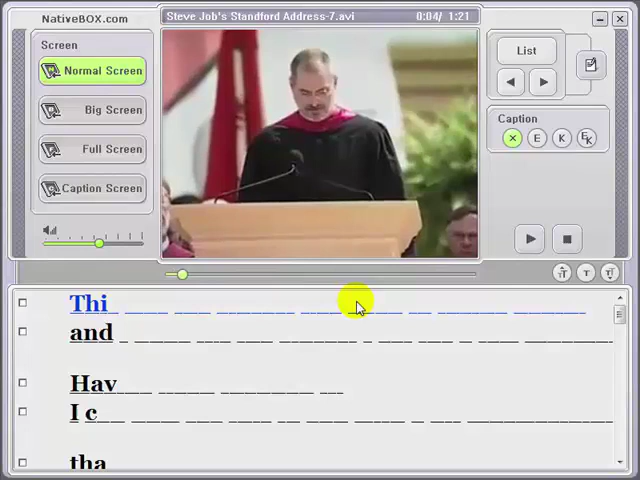 NativeBOX.com
Steve Job's Standford Address-7.avi 0:04/ 1:21
Screen
Normal Screen
Big Screen
Full Screen
Caption Screen
List
Caption
X E K EK
T T T
Thi
and
Hav
I c
tha